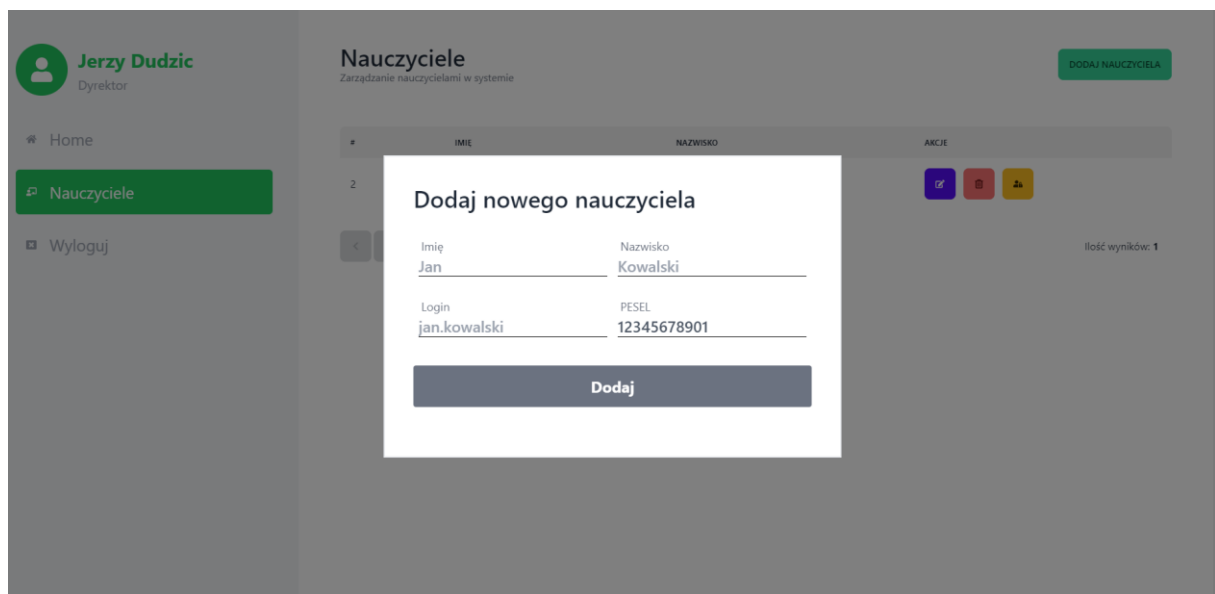 Jerzy Dudzic
Dyrektor
Home
Nauczyciele
Wyloguj
Nauczyciele
Zarządzanie nauczycielami w systemie
DODAJ NAUCZYCIELA
# IMIĘ NAZWISKO AKCJE
2
Ilość wyników: 1
Dodaj nowego nauczyciela
Imię Nazwisko
Jan Kowalski
Login PESEL
jan.kowalski 12345678901
Dodaj